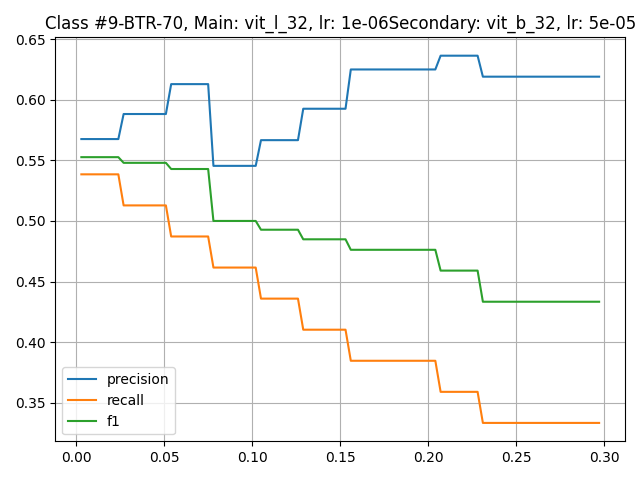 Class #9-BTR-70, Main: vit_l_32, lr: 1e-06Secondary: vit_b_32, lr: 5e-05
0.65
0.60
0.55
0.50
0.45
0.40
0.35
precision
recall
f1
0.00 0.05 0.10 0.15 0.20 0.25 0.30